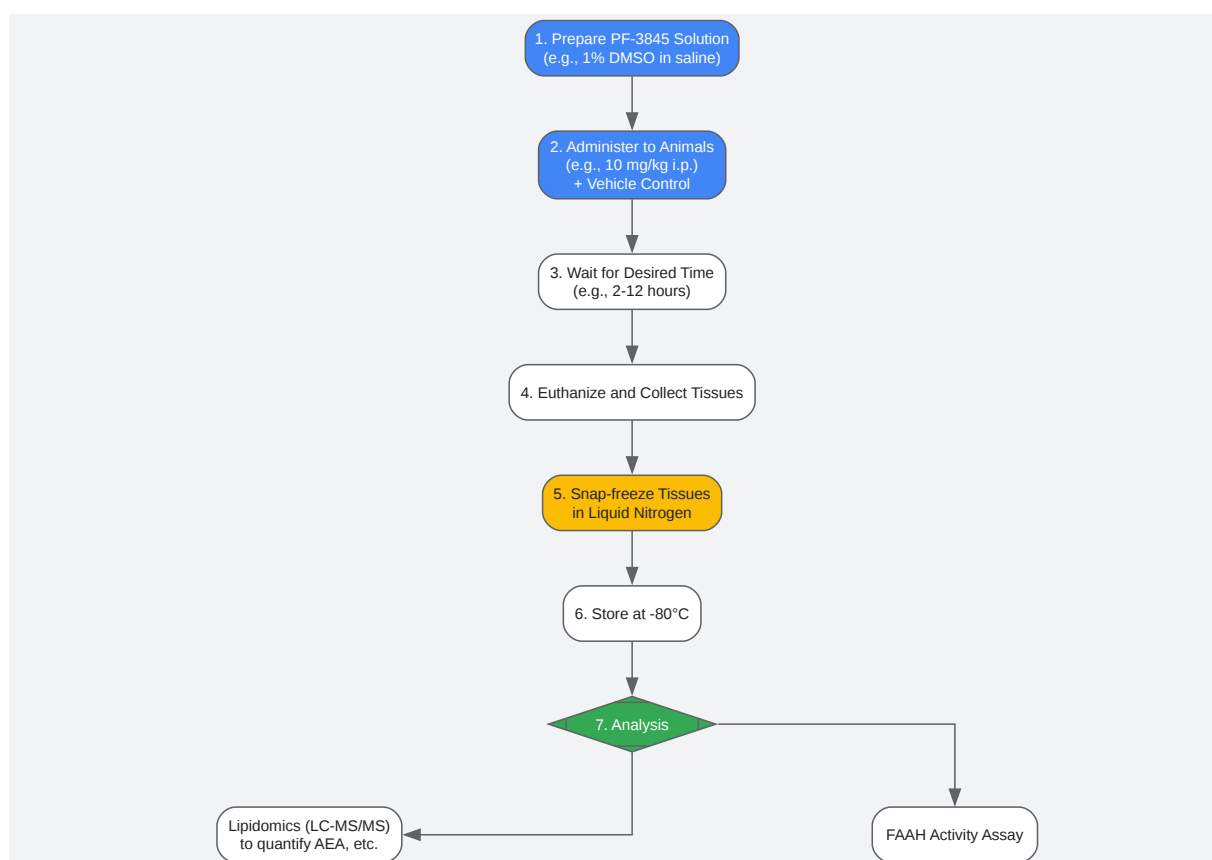 1. Prepare PF-3845 Solution
(e.g., 1% DMSO in saline)
2. Administer to Animals
(e.g., 10 mg/kg i.p.)
+ Vehicle Control
3. Wait for Desired Time
(e.g., 2-12 hours)
4. Euthanize and Collect Tissues
5. Snap-freeze Tissues
in Liquid Nitrogen
6. Store at -80°C
7. Analysis
Lipidomics (LC-MS/MS)
to quantify AEA, etc.
FAAH Activity Assay